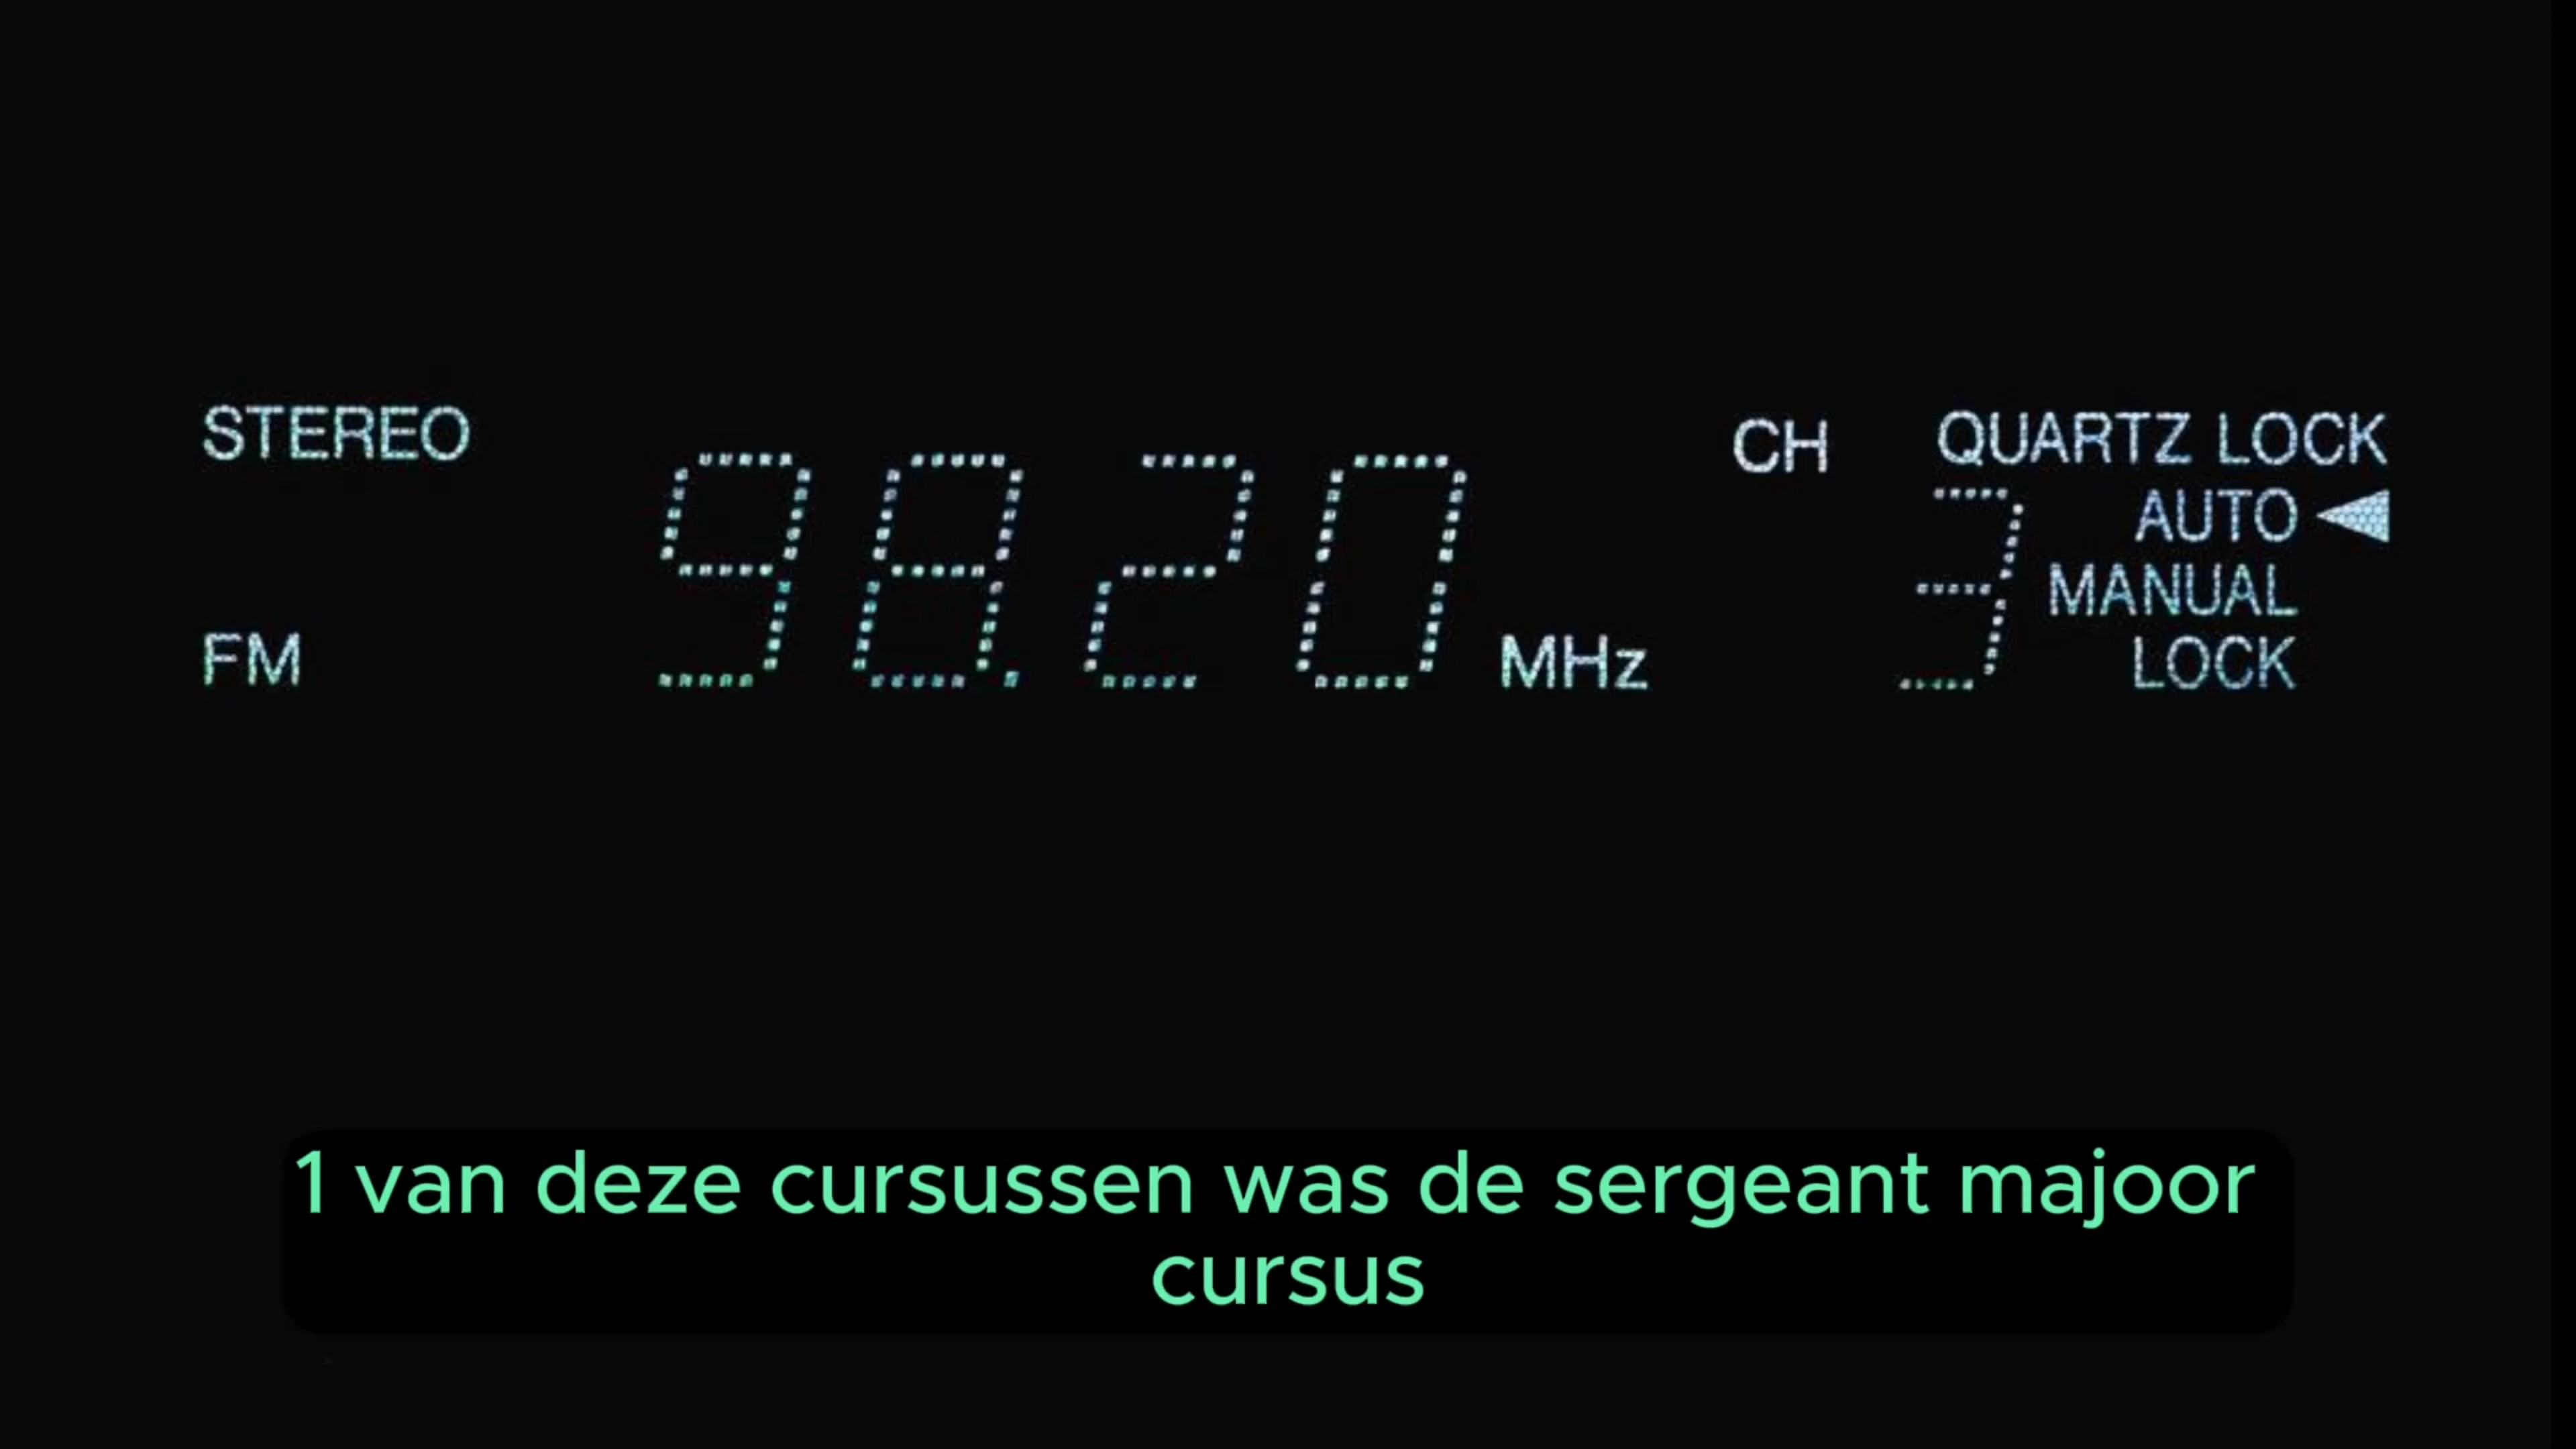 STEREO
FM
98.20 MHz
CH
3
QUARTZ LOCK
AUTO
MANUAL
LOCK
1 van deze cursussen was de sergeant majoor
cursus